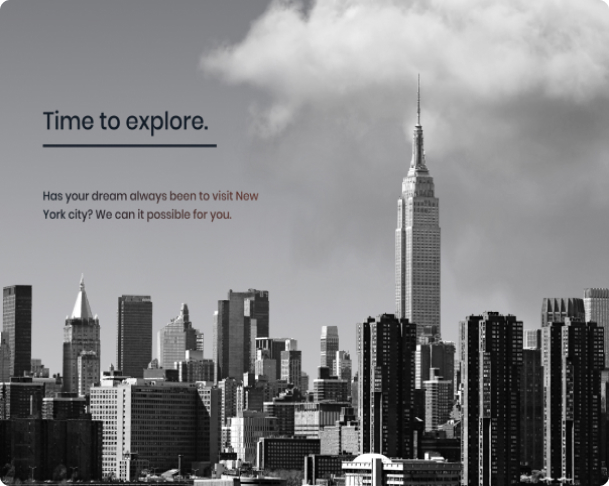 Time to explore.
Has your dream always been to visit New
York city? We can it possible for you.